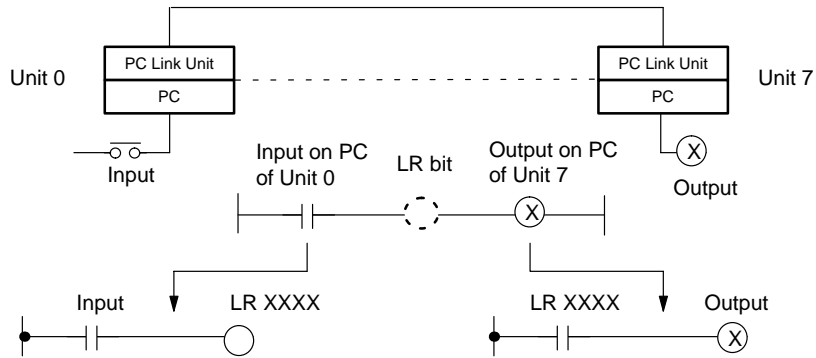 PC Link Unit
PC Link Unit
Unit 0
Unit 7
PC
PC
Input on PC
of Unit 0
LR bit
Output on PC
of Unit 7
X
Input
Output
X
Input
LR XXXX
LR XXXX
Output
X